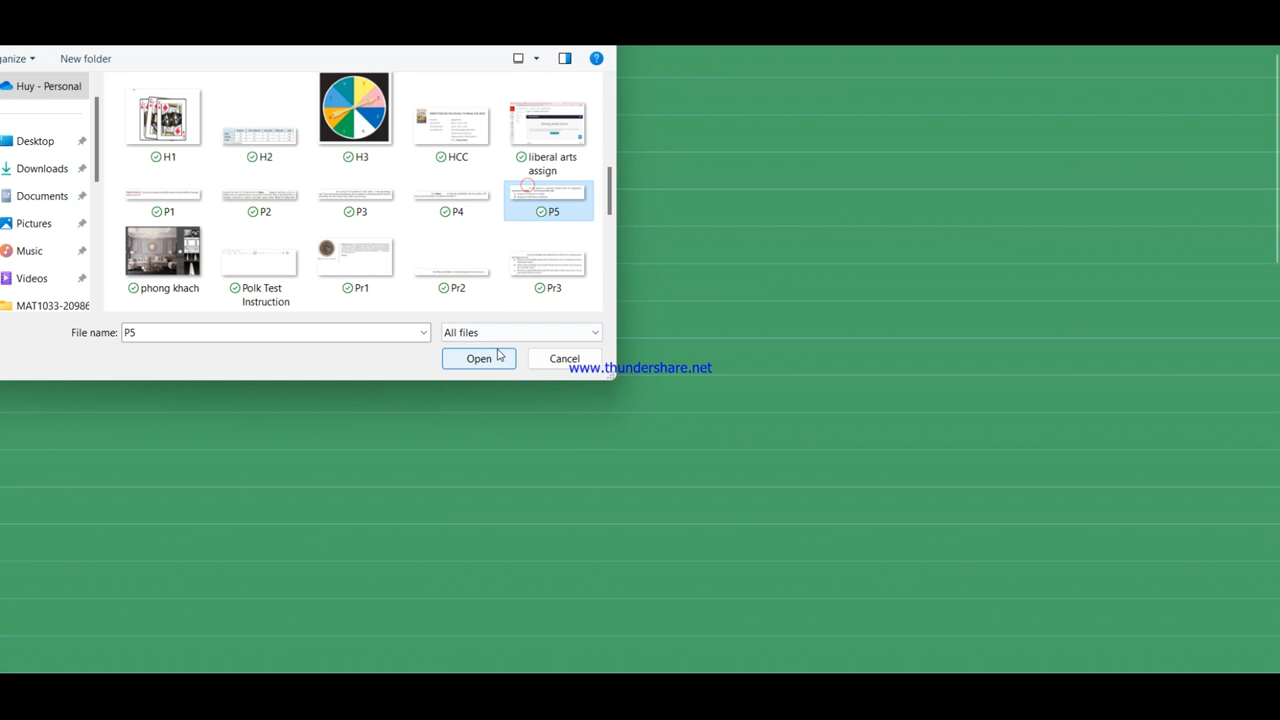 ganize
New folder
?
Huy - Personal
Desktop
Downloads
Documents
Pictures
Music
Videos
MAT1033-20986
H1
H2
H3
HCC
liberal arts
assign
P1
P2
P3
P4
P5
phong khach
Polk Test
Instruction
Pr1
Pr2
Pr3
File name:
P5
All files
Open
Cancel
www.thundershare.net